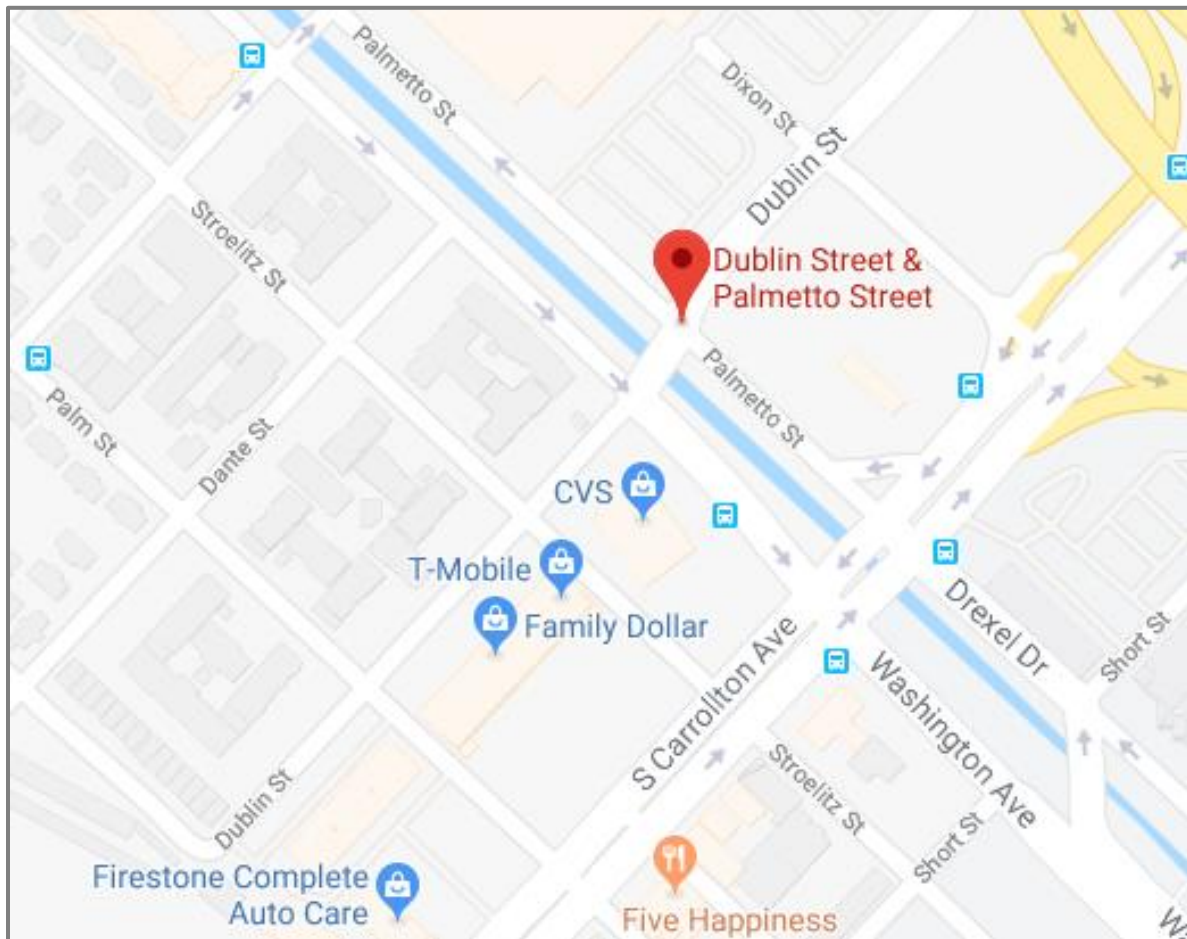 Palmetto St
Dixon St
Dublin St
Stroelitz St
Dublin Street &
Palmetto Street
Palmetto St
Palm St
Dante St
CVS
T-Mobile
Family Dollar
Drexel Dr
Short St
S Carrollton Ave
Washington Ave
Stroelitz St
Dublin St
Short St
Firestone Complete
Auto Care
Five Happiness